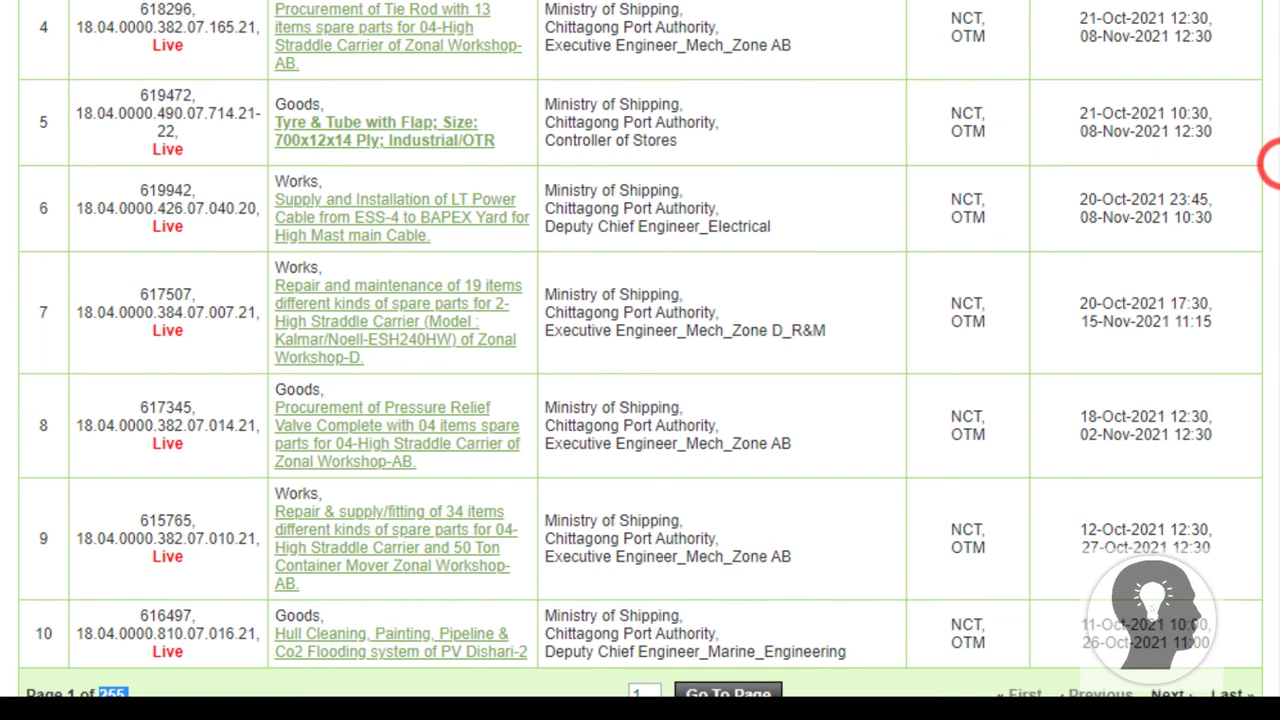 4
618296,
18.04.0000.382.07.165.21,
Live
Procurement of Tie Rod with 13
items spare parts for 04-High
Straddle Carrier of Zonal Workshop-
AB.
Ministry of Shipping,
Chittagong Port Authority,
Executive Engineer_Mech_Zone AB
NCT,
OTM
21-Oct-2021 12:30,
08-Nov-2021 12:30
5
619472,
18.04.0000.490.07.714.21-
22,
Live
Goods,
Tyre & Tube with Flap; Size:
700x12x14 Ply; Industrial/OTR
Ministry of Shipping,
Chittagong Port Authority,
Controller of Stores
NCT,
OTM
21-Oct-2021 10:30,
08-Nov-2021 12:30
6
619942,
18.04.0000.426.07.040.20,
Live
Works,
Supply and Installation of LT Power
Cable from ESS-4 to BAPEX Yard for
High Mast main Cable.
Ministry of Shipping,
Chittagong Port Authority,
Deputy Chief Engineer_Electrical
NCT,
OTM
20-Oct-2021 23:45,
08-Nov-2021 10:30
7
617507,
18.04.0000.384.07.007.21,
Live
Works,
Repair and maintenance of 19 items
different kinds of spare parts for 2-
High Straddle Carrier (Model :
Kalmar/Noell-ESH240HW) of Zonal
Workshop-D.
Ministry of Shipping,
Chittagong Port Authority,
Executive Engineer_Mech_Zone D_R&M
NCT,
OTM
20-Oct-2021 17:30,
15-Nov-2021 11:15
8
617345,
18.04.0000.382.07.014.21,
Live
Goods,
Procurement of Pressure Relief
Valve Complete with 04 items spare
parts for 04-High Straddle Carrier of
Zonal Workshop-AB.
Ministry of Shipping,
Chittagong Port Authority,
Executive Engineer_Mech_Zone AB
NCT,
OTM
18-Oct-2021 12:30,
02-Nov-2021 12:30
9
615765,
18.04.0000.382.07.010.21,
Live
Works,
Repair & supply/fitting of 34 items
different kinds of spare parts for 04-
High Straddle Carrier and 50 Ton
Container Mover Zonal Workshop-
AB.
Ministry of Shipping,
Chittagong Port Authority,
Executive Engineer_Mech_Zone AB
NCT,
OTM
12-Oct-2021 12:30,
27-Oct-2021 12:30
10
616497,
18.04.0000.810.07.016.21,
Live
Goods,
Hull Cleaning, Painting, Pipeline &
Co2 Flooding system of PV Dishari-2
Ministry of Shipping,
Chittagong Port Authority,
Deputy Chief Engineer_Marine_Engineering
NCT,
OTM
11-Oct-2021 10:00,
26-Oct-2021 11:00
Page 1 of 255
1
Go To Page
« First
‹ Previous
Next ›
Last »